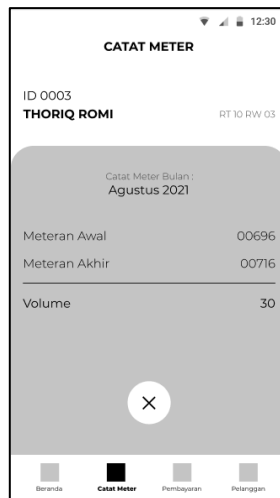 12:30
CATAT METER
ID 0003
THORIQ ROMI RT 10 RW 03
Catat Meter Bulan :
Agustus 2021
Meteran Awal 00696
Meteran Akhir 00716
Volume 30
Beranda Catat Meter Pembayaran Pelanggan